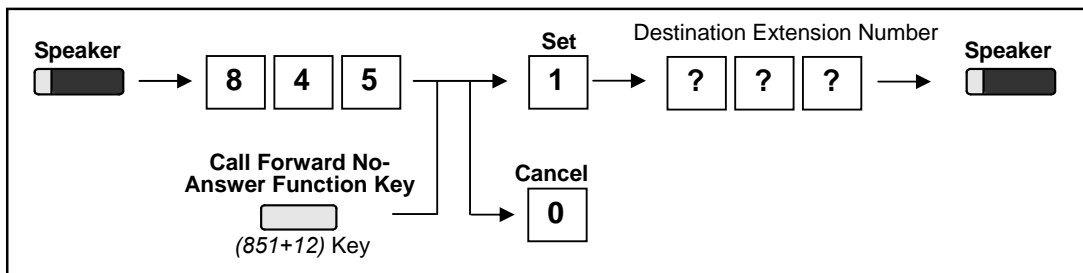 Speaker
8 4 5
Set
1
Destination Extension Number
? ? ?
Speaker
Call Forward No-
Answer Function Key
(851+12) Key
Cancel
0